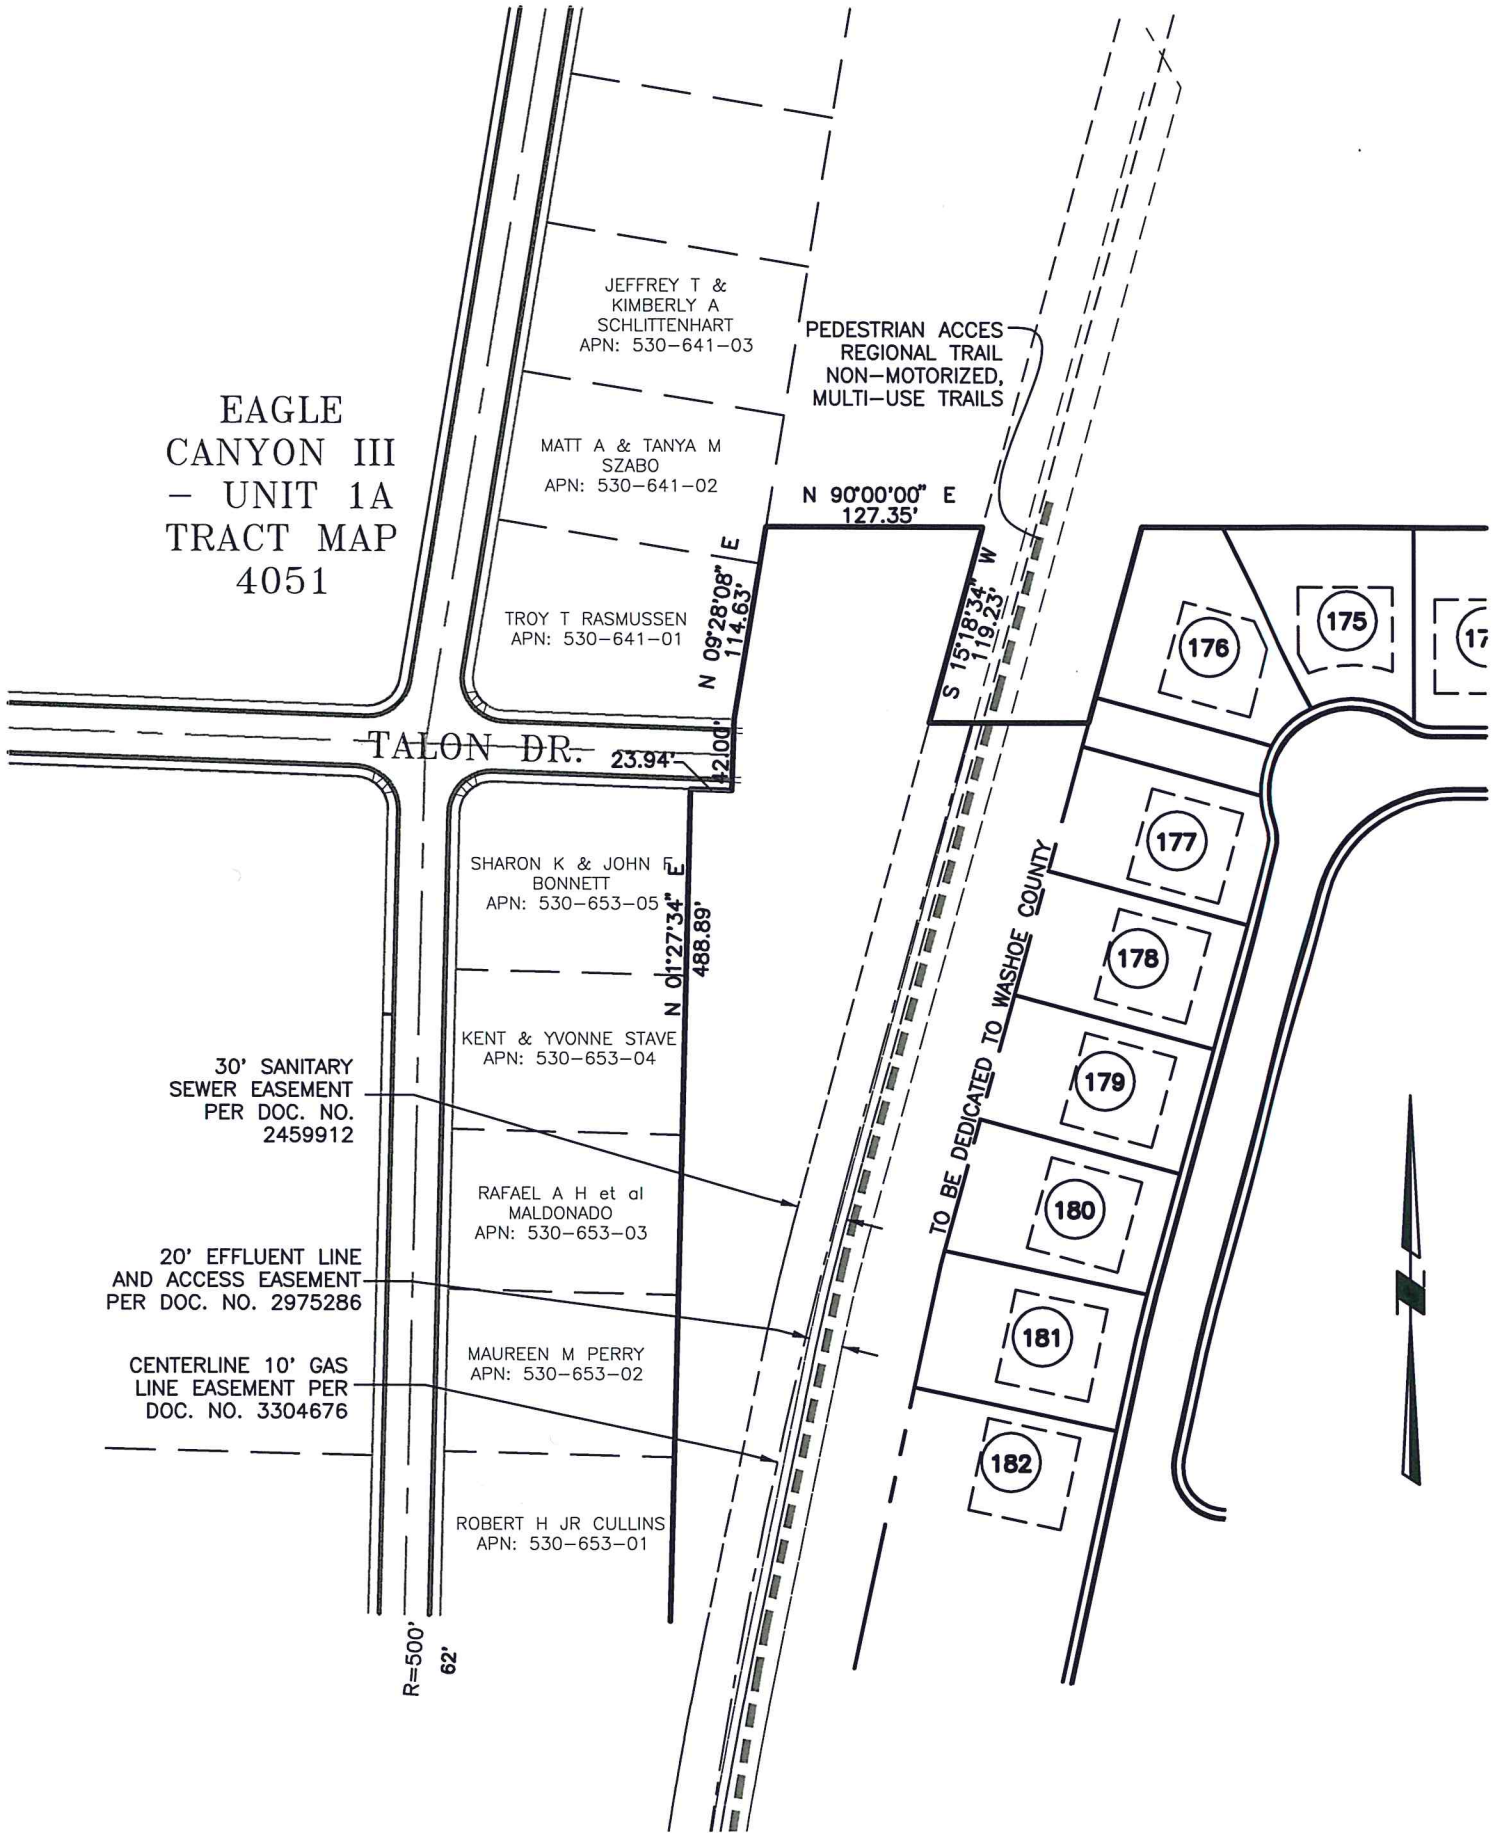 JEFFREY T &
KIMBERLY A
SCHLITTENHART
APN: 530-641-03
PEDESTRIAN ACCES
REGIONAL TRAIL
NON-MOTORIZED,
MULTI-USE TRAILS
EAGLE
CANYON III
- UNIT 1A
TRACT MAP
4051
MATT A & TANYA M
SZABO
APN: 530-641-02
N 90°00'00" E
127.35'
N 09°28'08" E
114.63'
S 15°18'34" W
119.23'
TROY T RASMUSSEN
APN: 530-641-01
176
175
17
TALON DR.
23.94'
42.00'
SHARON K & JOHN F
BONNETT
APN: 530-653-05
N 01°27'34" E
488.89'
177
178
TO BE DEDICATED TO WASHOE COUNTY
KENT & YVONNE STAVE
APN: 530-653-04
30' SANITARY
SEWER EASEMENT
PER DOC. NO.
2459912
179
RAFAEL A H et al
MALDONADO
APN: 530-653-03
180
20' EFFLUENT LINE
AND ACCESS EASEMENT
PER DOC. NO. 2975286
181
MAUREEN M PERRY
APN: 530-653-02
CENTERLINE 10' GAS
LINE EASEMENT PER
DOC. NO. 3304676
182
ROBERT H JR CULLINS
APN: 530-653-01
R=500'
62'
N